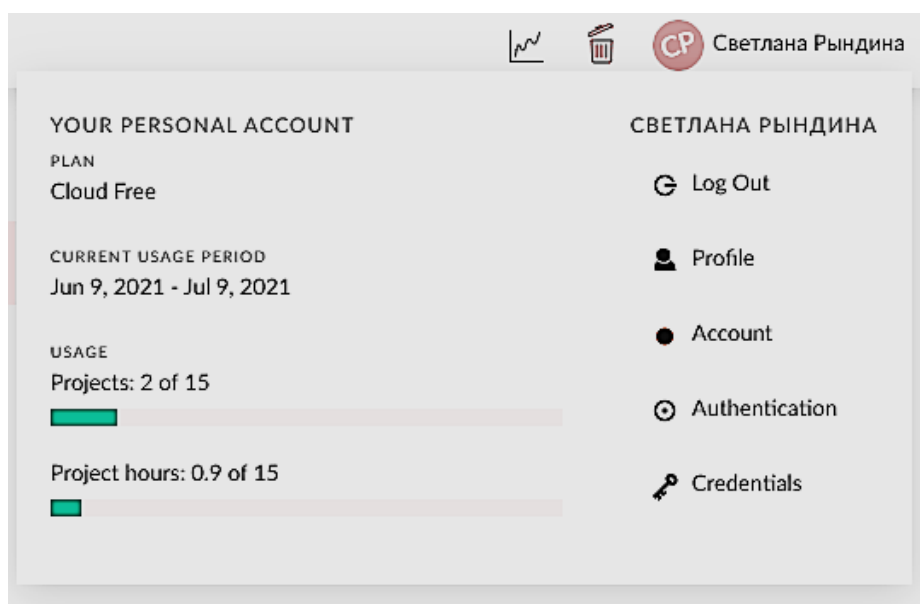 СР Светлана Рындина
YOUR PERSONAL ACCOUNT
PLAN
Cloud Free
CURRENT USAGE PERIOD
Jun 9, 2021 - Jul 9, 2021
USAGE
Projects: 2 of 15
Project hours: 0.9 of 15
СВЕТЛАНА РЫНДИНА
Log Out
Profile
Account
Authentication
Credentials